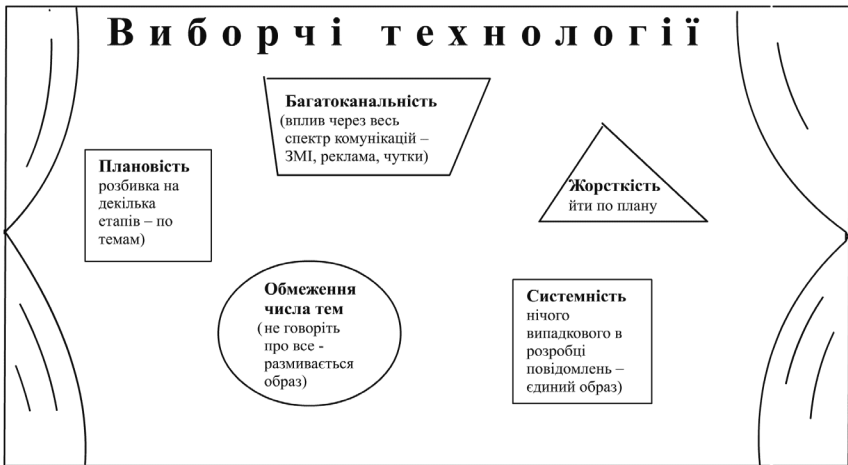 Виборчі технології
Багатоканальність
(вплив через весь
спектр комунікацій –
ЗМІ, реклама, чутки)
Плановість
розбивка на
декілька
етапів – по
темам)
Жорсткість
йти по плану
Обмеження
числа тем
(не говоріть
про все -
размивається
образ)
Системність
нічого
випадкового в
розробці
повідомлень –
єдиний образ)